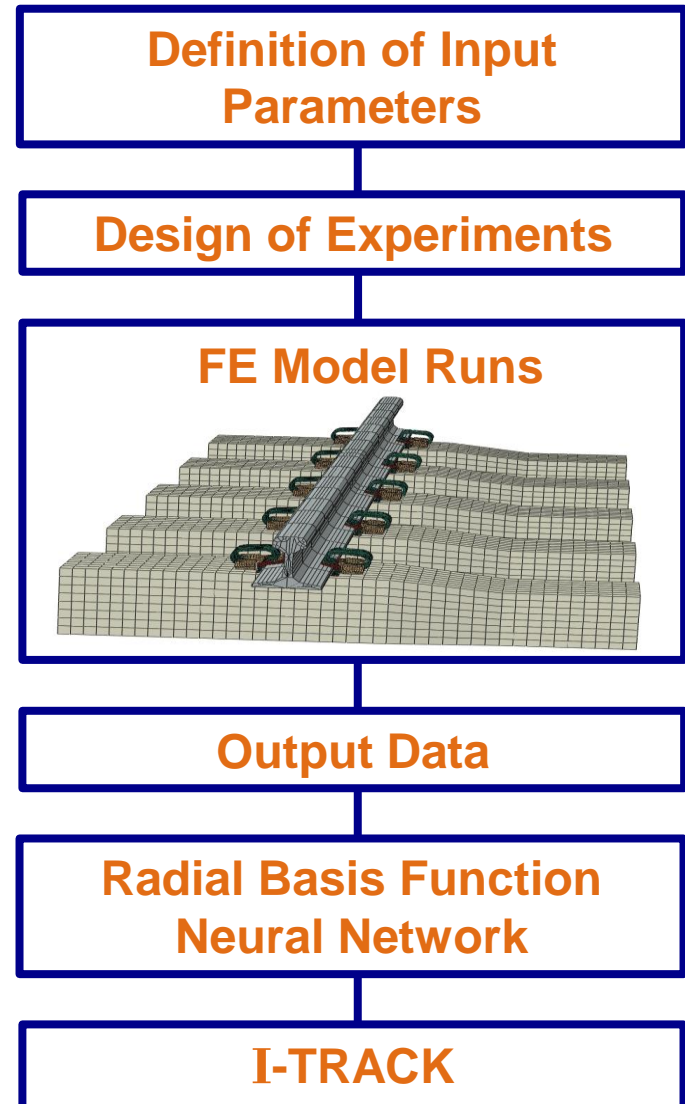 Definition of Input
Parameters
Design of Experiments
FE Model Runs
Output Data
Radial Basis Function
Neural Network
I-TRACK